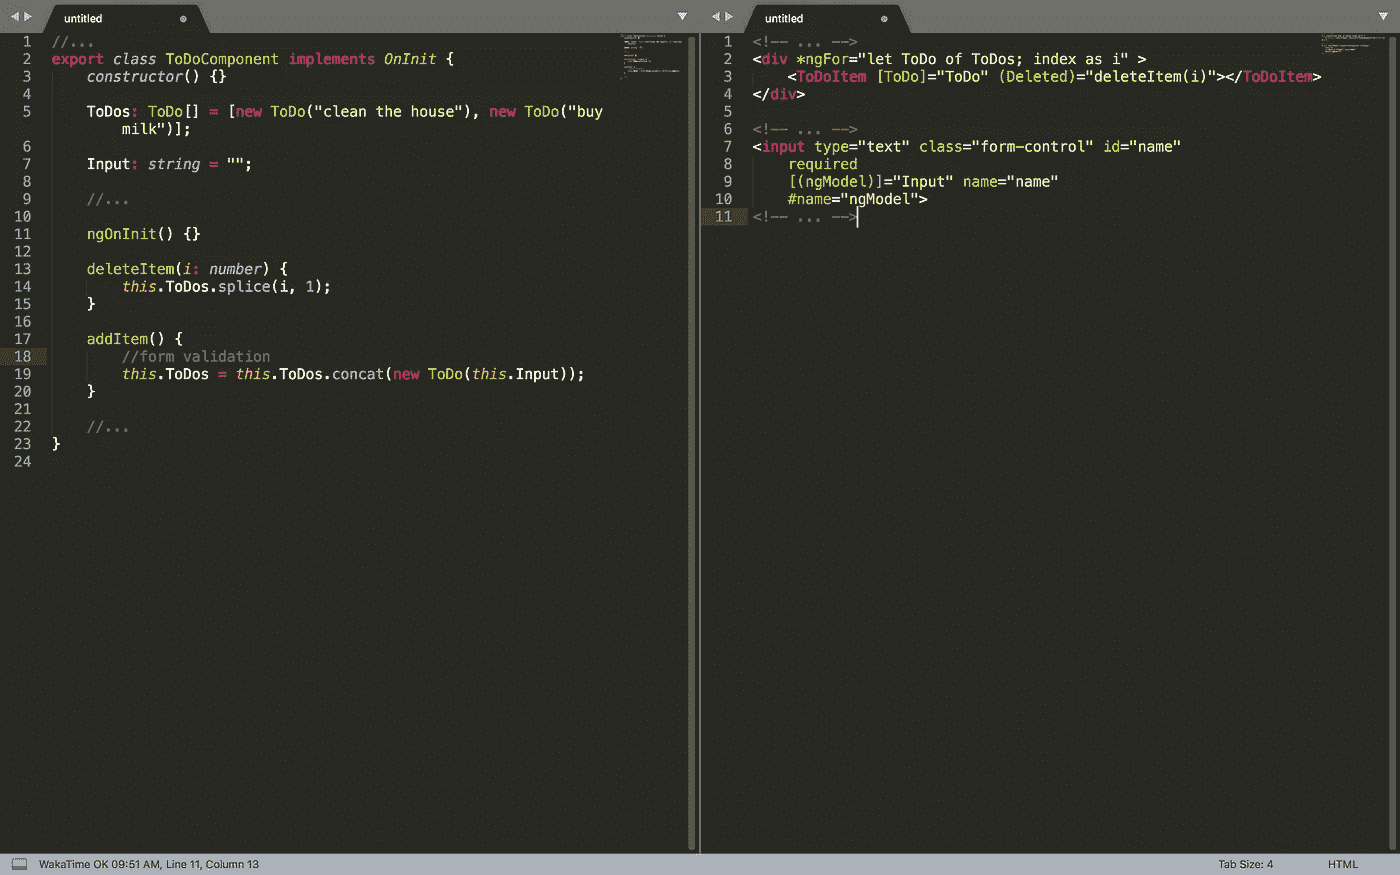 untitled
1 //...
2 export class ToDoComponent implements OnInit {
3 constructor() {}
4
5 ToDos: ToDo[] = [new ToDo("clean the house"), new ToDo("buy
milk")];
6
7 Input: string = "";
8
9 //...
10
11 ngOnInit() {}
12
13 deleteItem(i: number) {
14 this.ToDos.splice(i, 1);
15 }
16
17 addItem() {
18 //form validation
19 this.ToDos = this.ToDos.concat(new ToDo(this.Input));
20 }
21
22 //...
23 }
24
untitled
1 <!-- ... -->
2 <div *ngFor="let ToDo of ToDos; index as i" >
3 <ToDoItem [ToDo]="ToDo" (Deleted)="deleteItem(i)"></ToDoItem>
4 </div>
5
6 <!-- ... -->
7 <input type="text" class="form-control" id="name"
8 required
9 [(ngModel)]="Input" name="name"
10 #name="ngModel">
11 <!-- ... -->
WakaTime OK 09:51 AM, Line 11, Column 13
Tab Size: 4
HTML